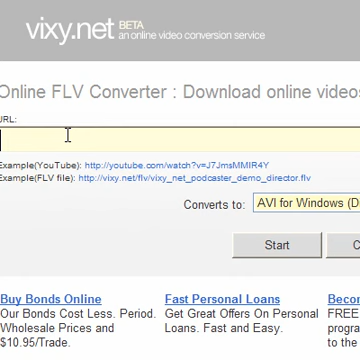 vixy.net BETA
an online video conversion service
Online FLV Converter : Download online videos
URL:
Example(YouTube): http://youtube.com/watch?v=J7JmsMMIR4Y
Example(FLV file): http://vixy.net/flv/vixy_net_podcaster_demo_director.flv
Converts to: AVI for Windows (D
Start C
Buy Bonds Online Fast Personal Loans Becom
Our Bonds Cost Less. Period. Get Great Offers On Personal FREE
Wholesale Prices and Loans. Fast and Easy. progra
$10.95/Trade. to the